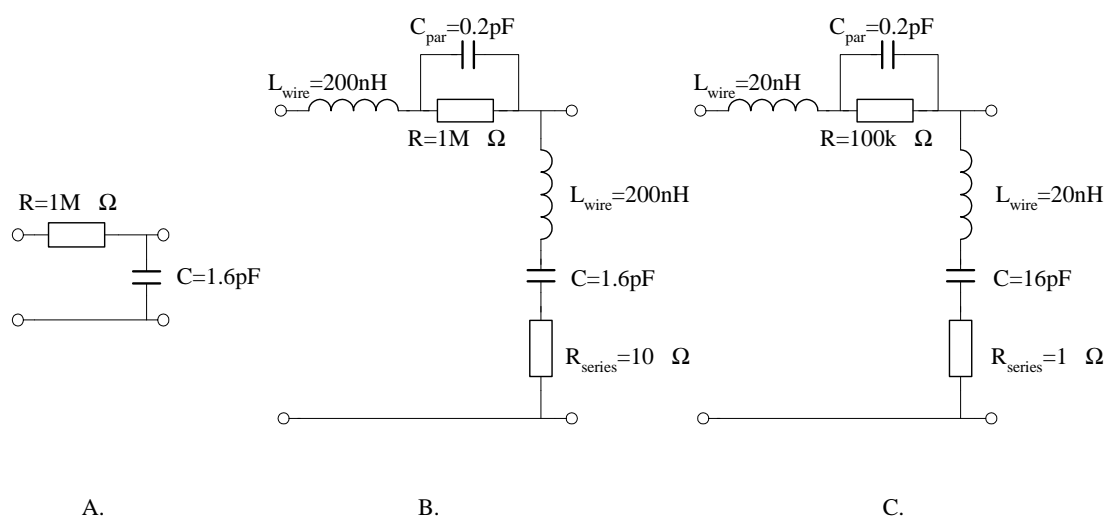 C_par=0.2pF
L_wire=200nH
R=1M Ω
L_wire=200nH
C=1.6pF
R_series=10 Ω
C_par=0.2pF
L_wire=20nH
R=100k Ω
L_wire=20nH
C=16pF
R_series=1 Ω
R=1M Ω
C=1.6pF
A.
B.
C.